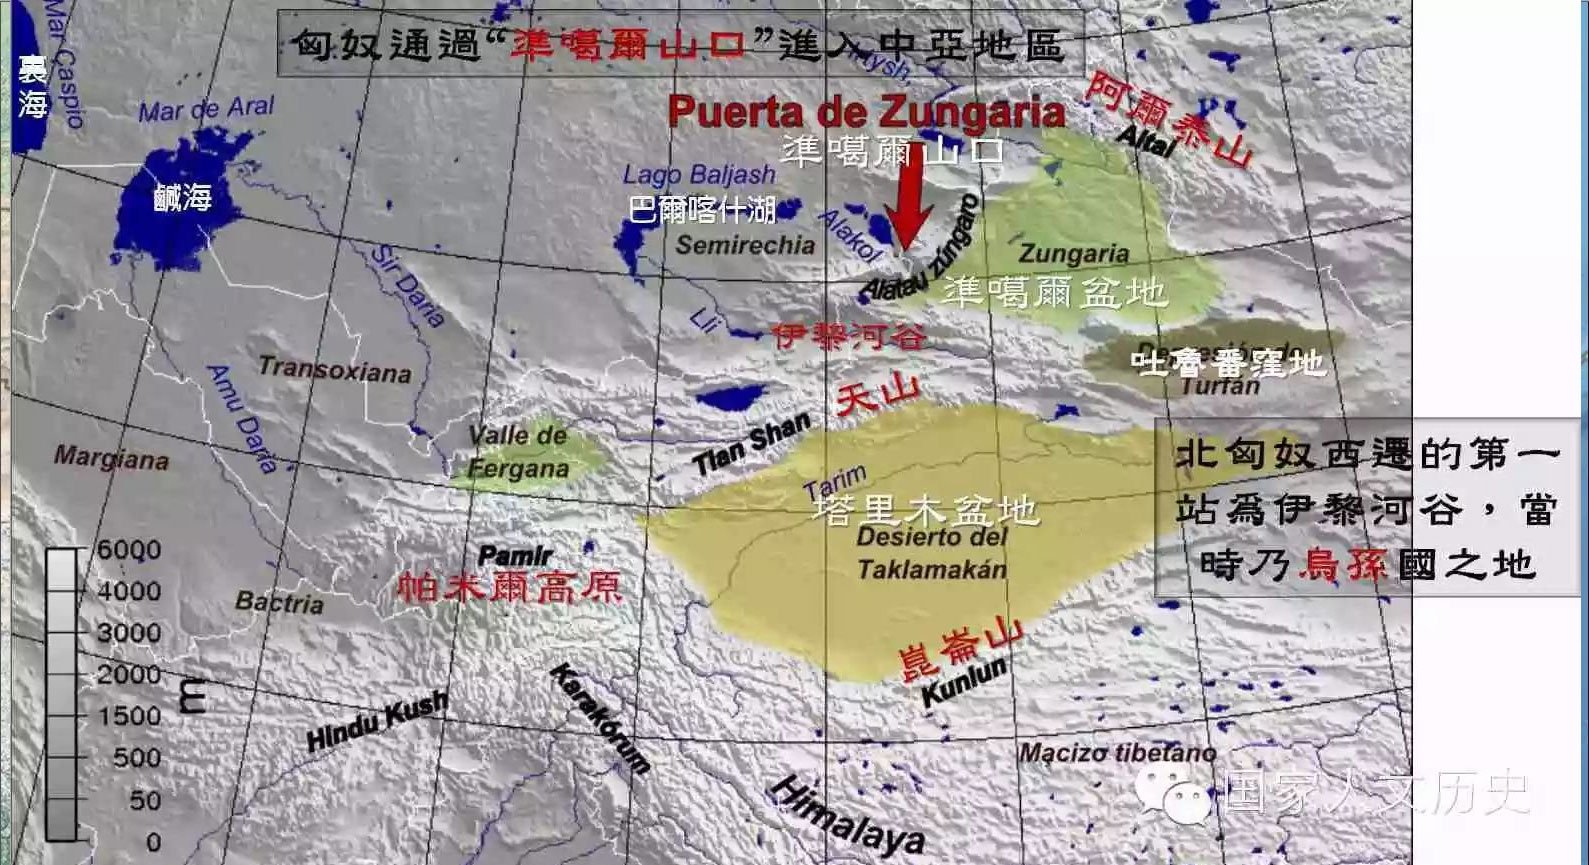 匈奴通過“準噶爾山口”進入中亞地區
Mar Caspio
裏海
Mar de Aral
鹹海
Puerta de Zungaria
準噶爾山口
阿爾泰山
Altai
Lago Baljash
巴爾喀什湖
Semirechia
Alakol
Alatau zúngaro
Zungaria
準噶爾盆地
Sir Daria
Lli
伊黎河谷
吐魯番窪地
Turfán
Transoxiana
Amu Daria
天山
Tian Shan
Valle de
Fergana
Margiana
Tarim
塔里木盆地
Desierto del
Taklamakán
北匈奴西遷的第一
站爲伊黎河谷，當
時乃烏孫國之地
Pamir
帕米爾高原
Bactria
崑崙山
Kunlun
Hindu Kush
Karakórum
Himalaya
Macizo tibetano
6000
4000
3000
2000
1500
500
50
0
m
国家人文历史